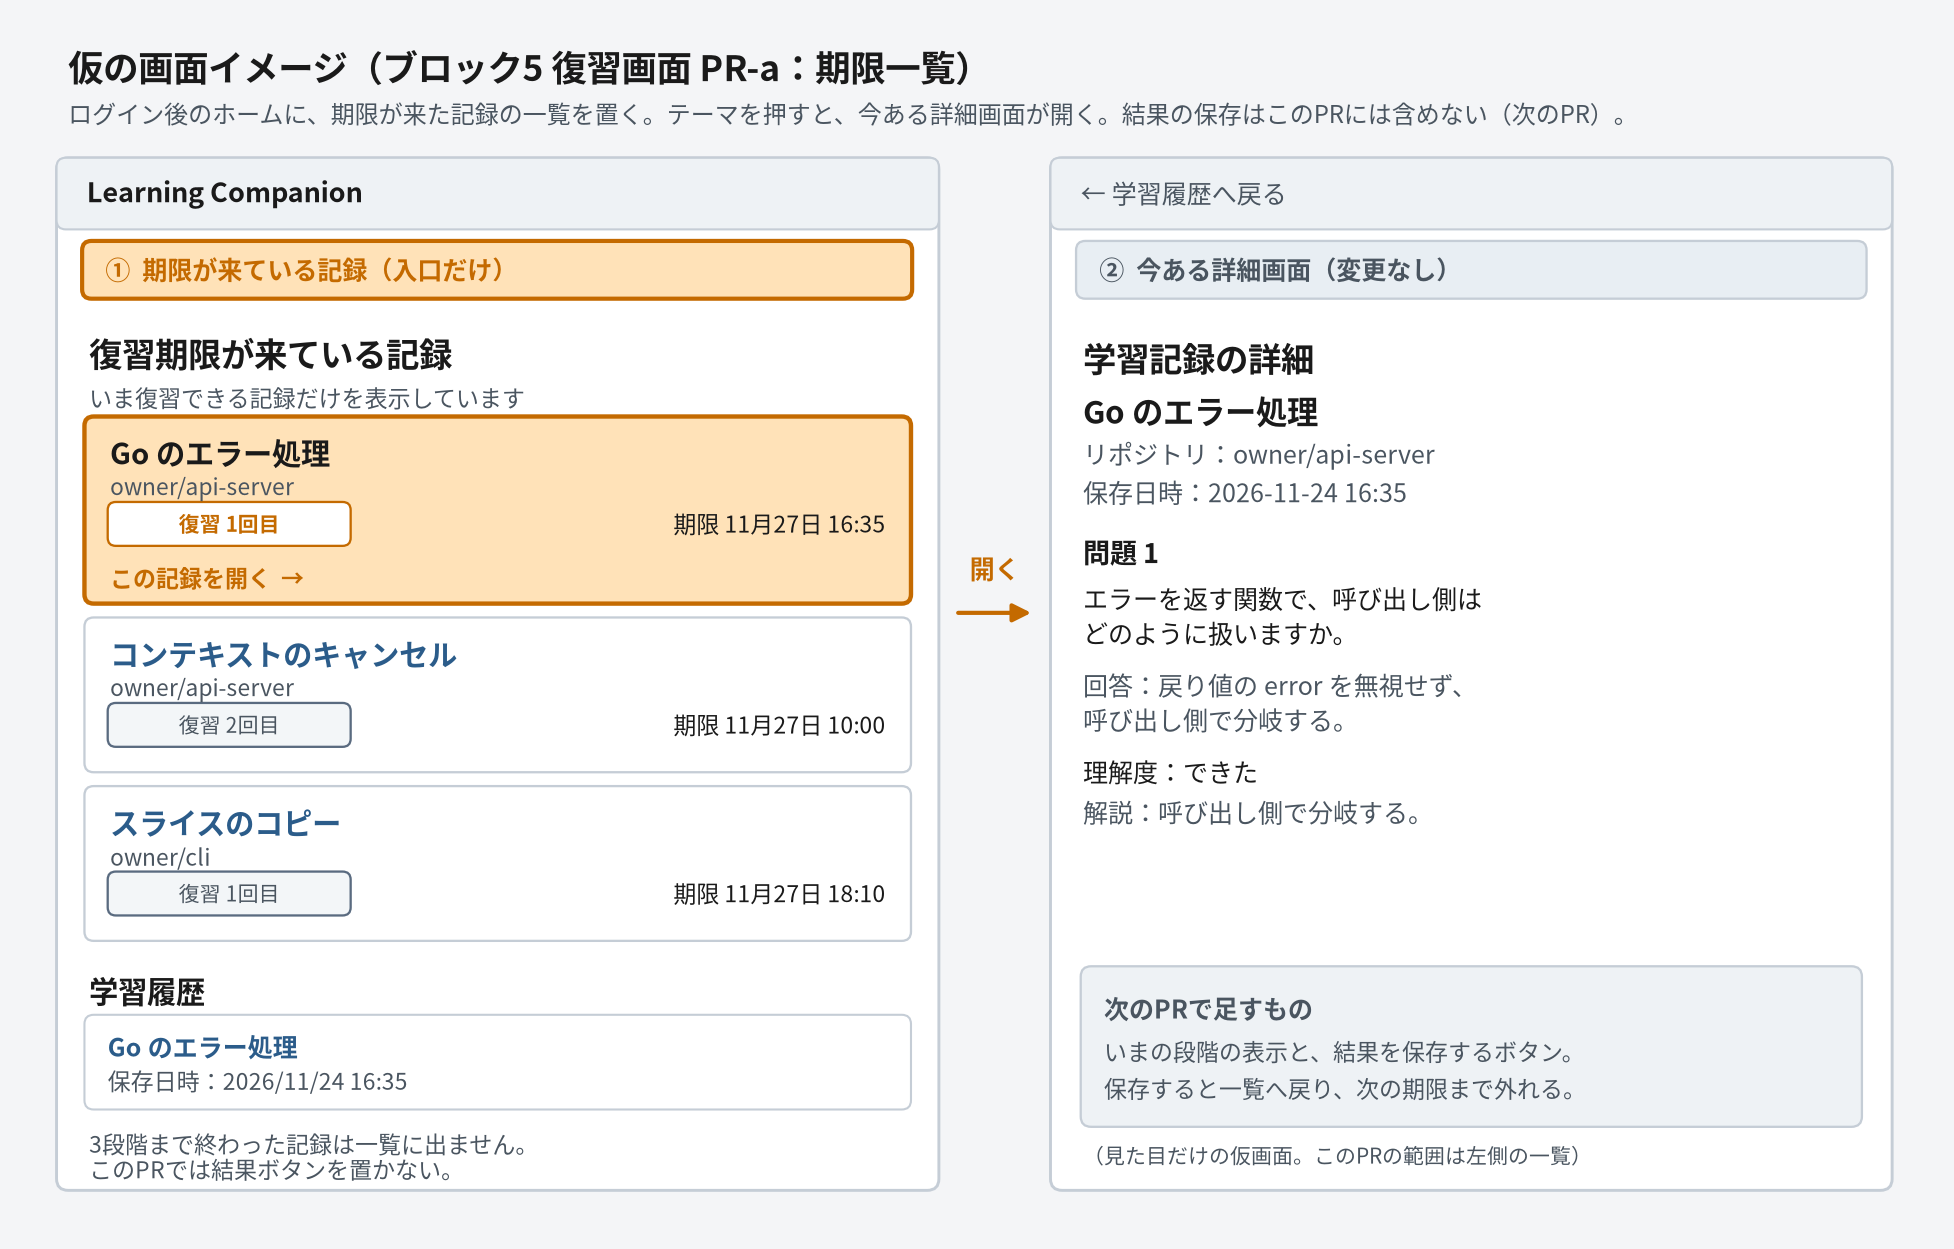 仮の画面イメージ（ブロック5 復習画面 PR-a：期限一覧）
ログイン後のホームに、期限が来た記録の一覧を置く。テーマを押すと、今ある詳細画面が開く。結果の保存はこのPRには含めない（次のPR）。
Learning Companion
① 期限が来ている記録（入口だけ）
復習期限が来ている記録
いま復習できる記録だけを表示しています
Go のエラー処理
owner/api-server
復習 1回目
期限 11月27日 16:35
この記録を開く →
コンテキストのキャンセル
owner/api-server
復習 2回目
期限 11月27日 10:00
スライスのコピー
owner/cli
復習 1回目
期限 11月27日 18:10
学習履歴
Go のエラー処理
保存日時：2026/11/24 16:35
3段階まで終わった記録は一覧に出ません。
このPRでは結果ボタンを置かない。
開く
← 学習履歴へ戻る
② 今ある詳細画面（変更なし）
学習記録の詳細
Go のエラー処理
リポジトリ：owner/api-server
保存日時：2026-11-24 16:35
問題 1
エラーを返す関数で、呼び出し側は
どのように扱いますか。
回答：戻り値の error を無視せず、
呼び出し側で分岐する。
理解度：できた
解説：呼び出し側で分岐する。
次のPRで足すもの
いまの段階の表示と、結果を保存するボタン。
保存すると一覧へ戻り、次の期限まで外れる。
（見た目だけの仮画面。このPRの範囲は左側の一覧）